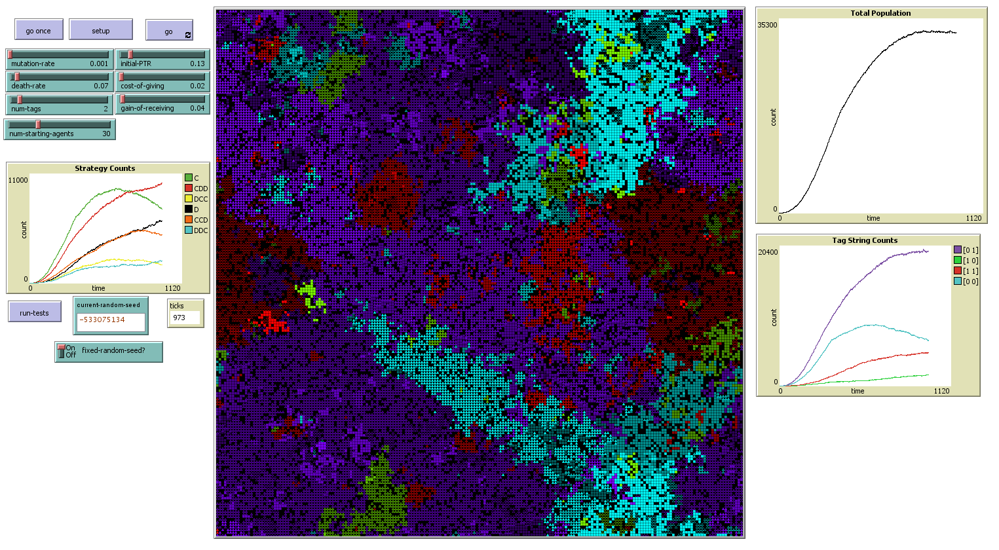 go once
setup
go
mutation-rate 0.001
initial-PTR 0.13
death-rate 0.07
cost-of-giving 0.02
num-tags 2
gain-of-receiving 0.04
num-starting-agents 30
Strategy Counts
11000
count
0
0
time
1120
C
CDD
DCC
D
CCD
DDC
run-tests
current-random-seed
-533075134
ticks
973
On
Off
fixed-random-seed?
Total Population
35300
count
0
0
time
1120
Tag String Counts
20400
count
0
0
time
1120
[0 1]
[1 0]
[1 1]
[0 0]